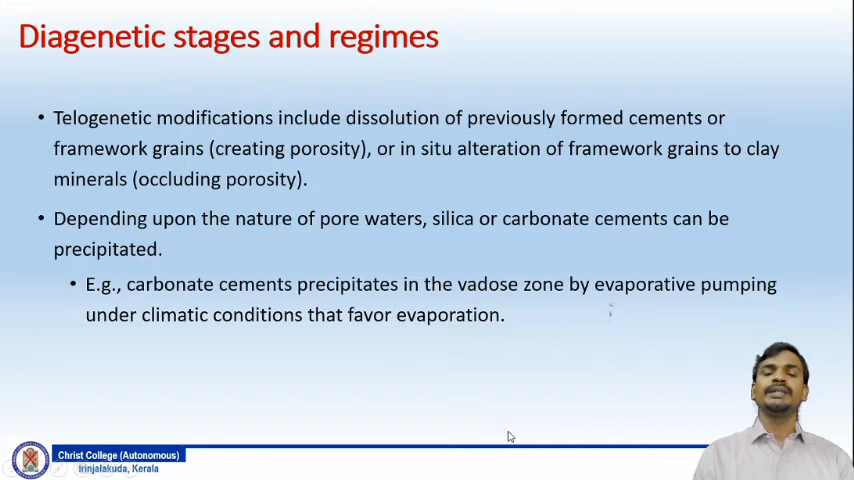 Diagenetic stages and regimes
• Telogenetic modifications include dissolution of previously formed cements or
framework grains (creating porosity), or in situ alteration of framework grains to clay
minerals (occluding porosity).
• Depending upon the nature of pore waters, silica or carbonate cements can be
precipitated.
• E.g., carbonate cements precipitates in the vadose zone by evaporative pumping
under climatic conditions that favor evaporation.
Christ College (Autonomous)
Irinjalakuda, Kerala